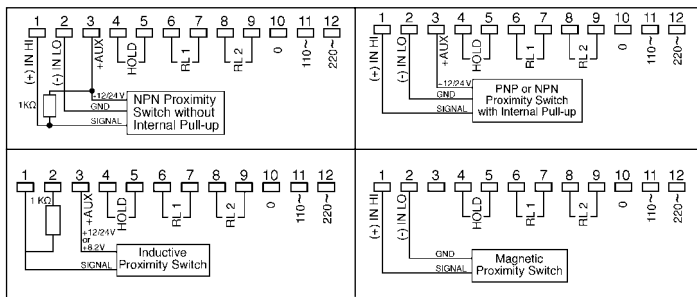 1 2 3 4 5 6 7 8 9 10 11 12
(+) IN HI
(-) IN LO
+AUX
HOLD
RL 1
RL 2
0
110~
220~
1KΩ
+12/24V
GND
SIGNAL
NPN Proximity
Switch without
Internal Pull-up
1 2 3 4 5 6 7 8 9 10 11 12
(+) IN HI
(-) IN LO
+AUX
HOLD
RL 1
RL 2
0
110~
220~
+12/24V
GND
SIGNAL
PNP or NPN
Proximity Switch
with Internal Pull-up
1 2 3 4 5 6 7 8 9 10 11 12
1 KΩ
+AUX
HOLD
RL 1
RL 2
0
110~
220~
+12/24V
or
+8.2V
SIGNAL
Inductive
Proximity Switch
1 2 3 4 5 6 7 8 9 10 11 12
(+) IN HI
(-) IN LO
HOLD
RL 1
RL 2
0
110~
220~
GND
SIGNAL
Magnetic
Proximity Switch